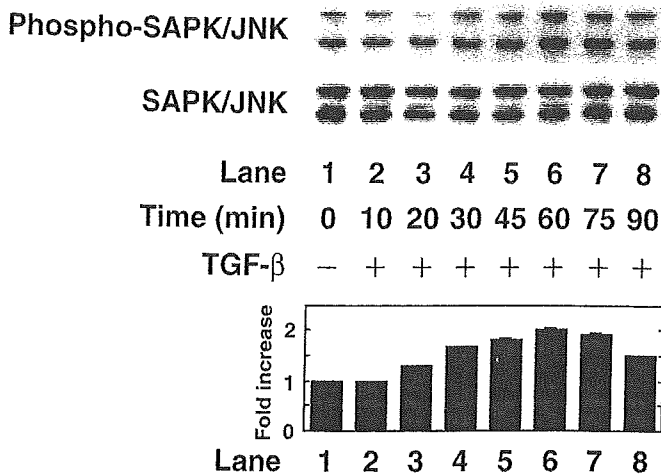 Phospho-SAPK/JNK
SAPK/JNK
Lane 1 2 3 4 5 6 7 8
Time (min) 0 10 20 30 45 60 75 90
TGF-β − + + + + + + +
Fold increase
2
1
0
Lane 1 2 3 4 5 6 7 8